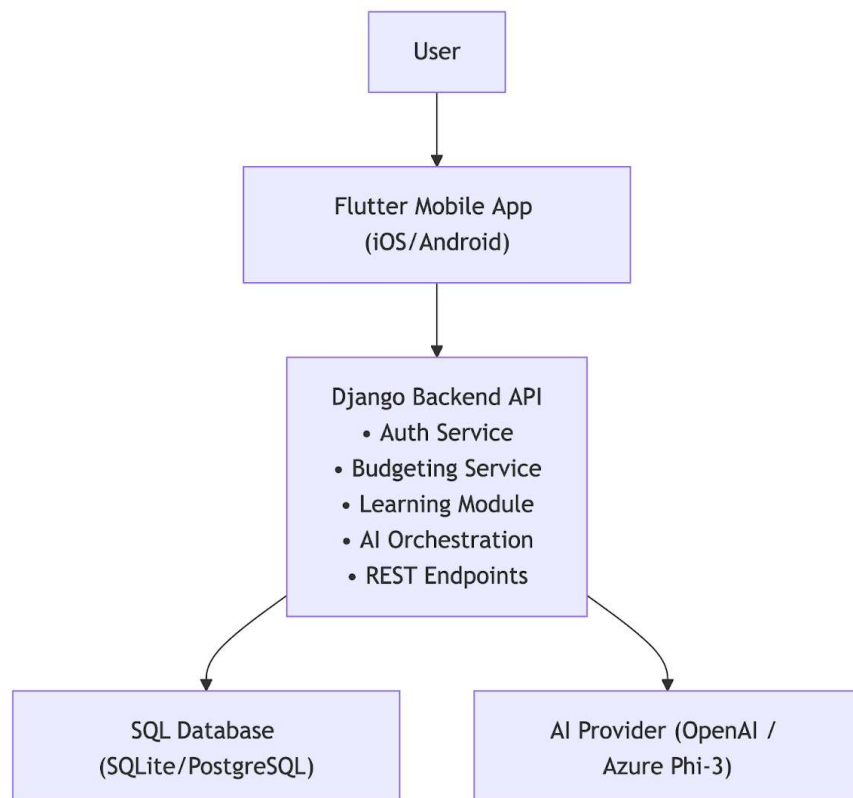 User
Flutter Mobile App
(iOS/Android)
Django Backend API
• Auth Service
• Budgeting Service
• Learning Module
• AI Orchestration
• REST Endpoints
SQL Database
(SQLite/PostgreSQL)
AI Provider (OpenAI /
Azure Phi-3)